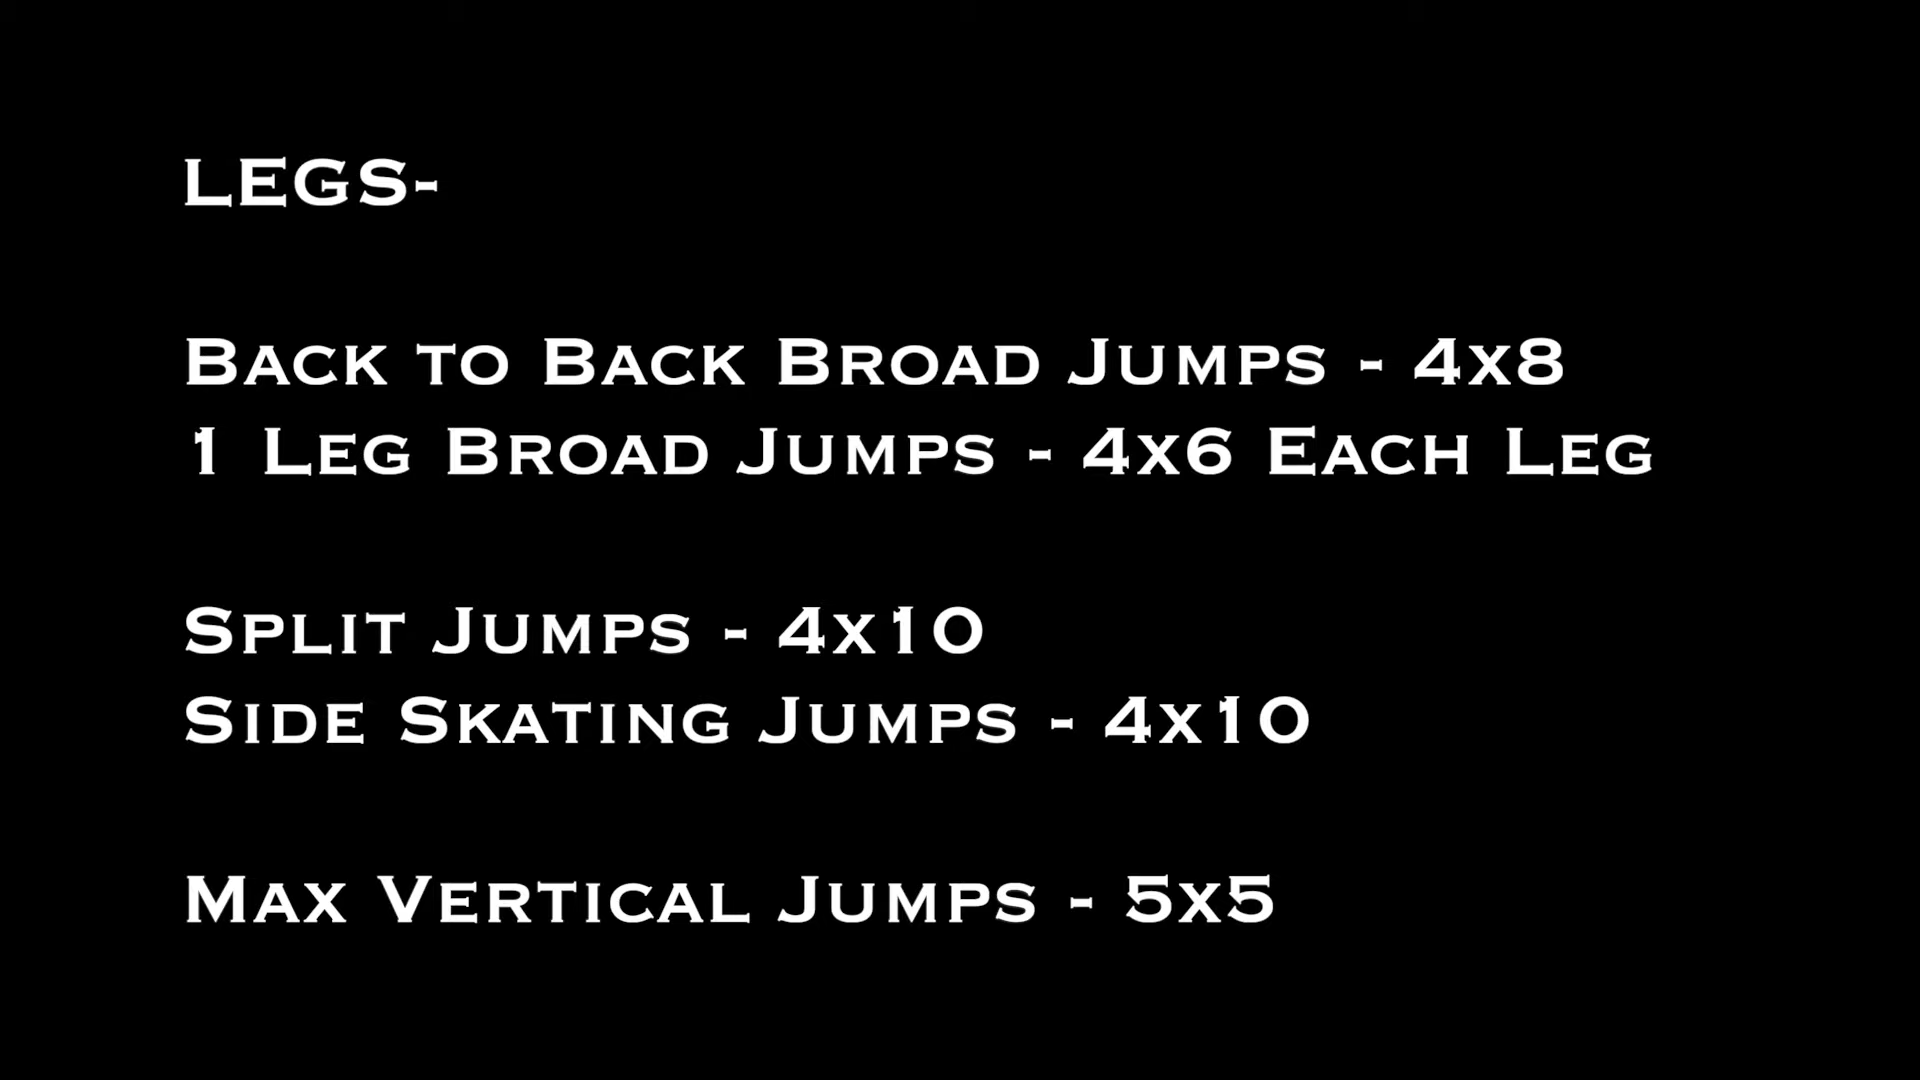 LEGS-
Back to Back Broad Jumps - 4x8
1 Leg Broad Jumps - 4x6 Each Leg
Split Jumps - 4x10
Side Skating Jumps - 4x10
Max Vertical Jumps - 5x5